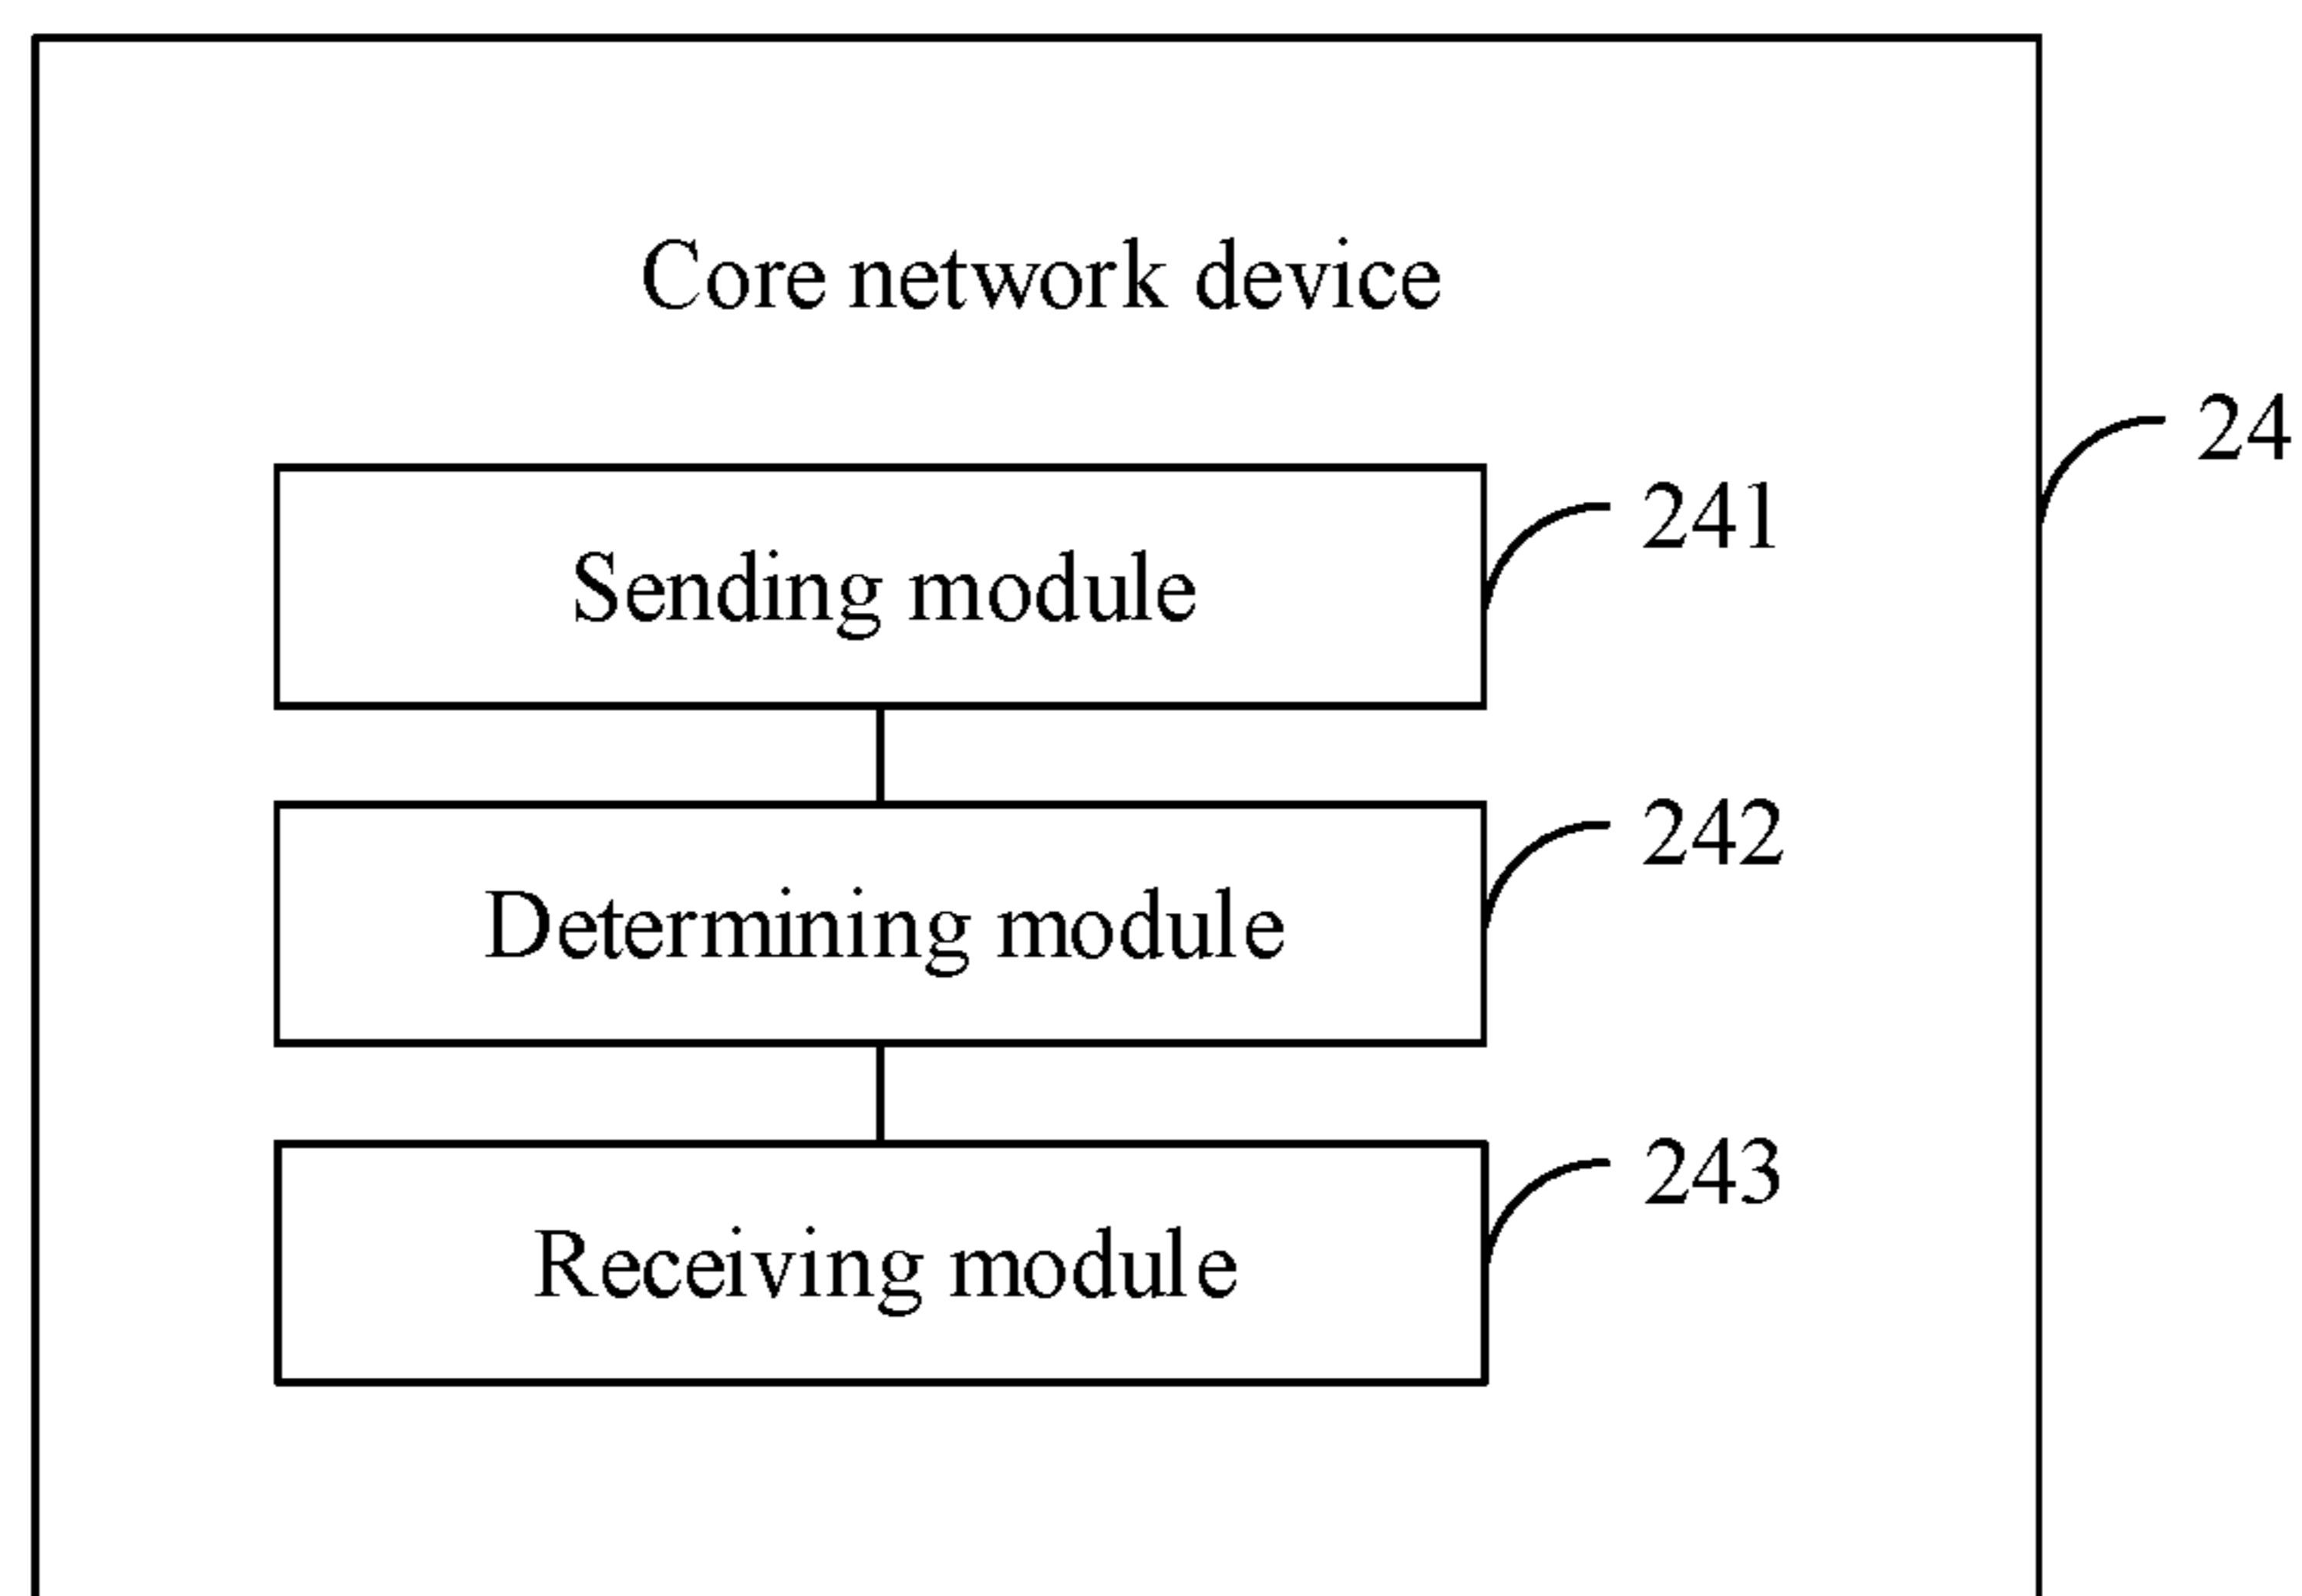 Core network device
24
Sending module
241
Determining module
242
Receiving module
243